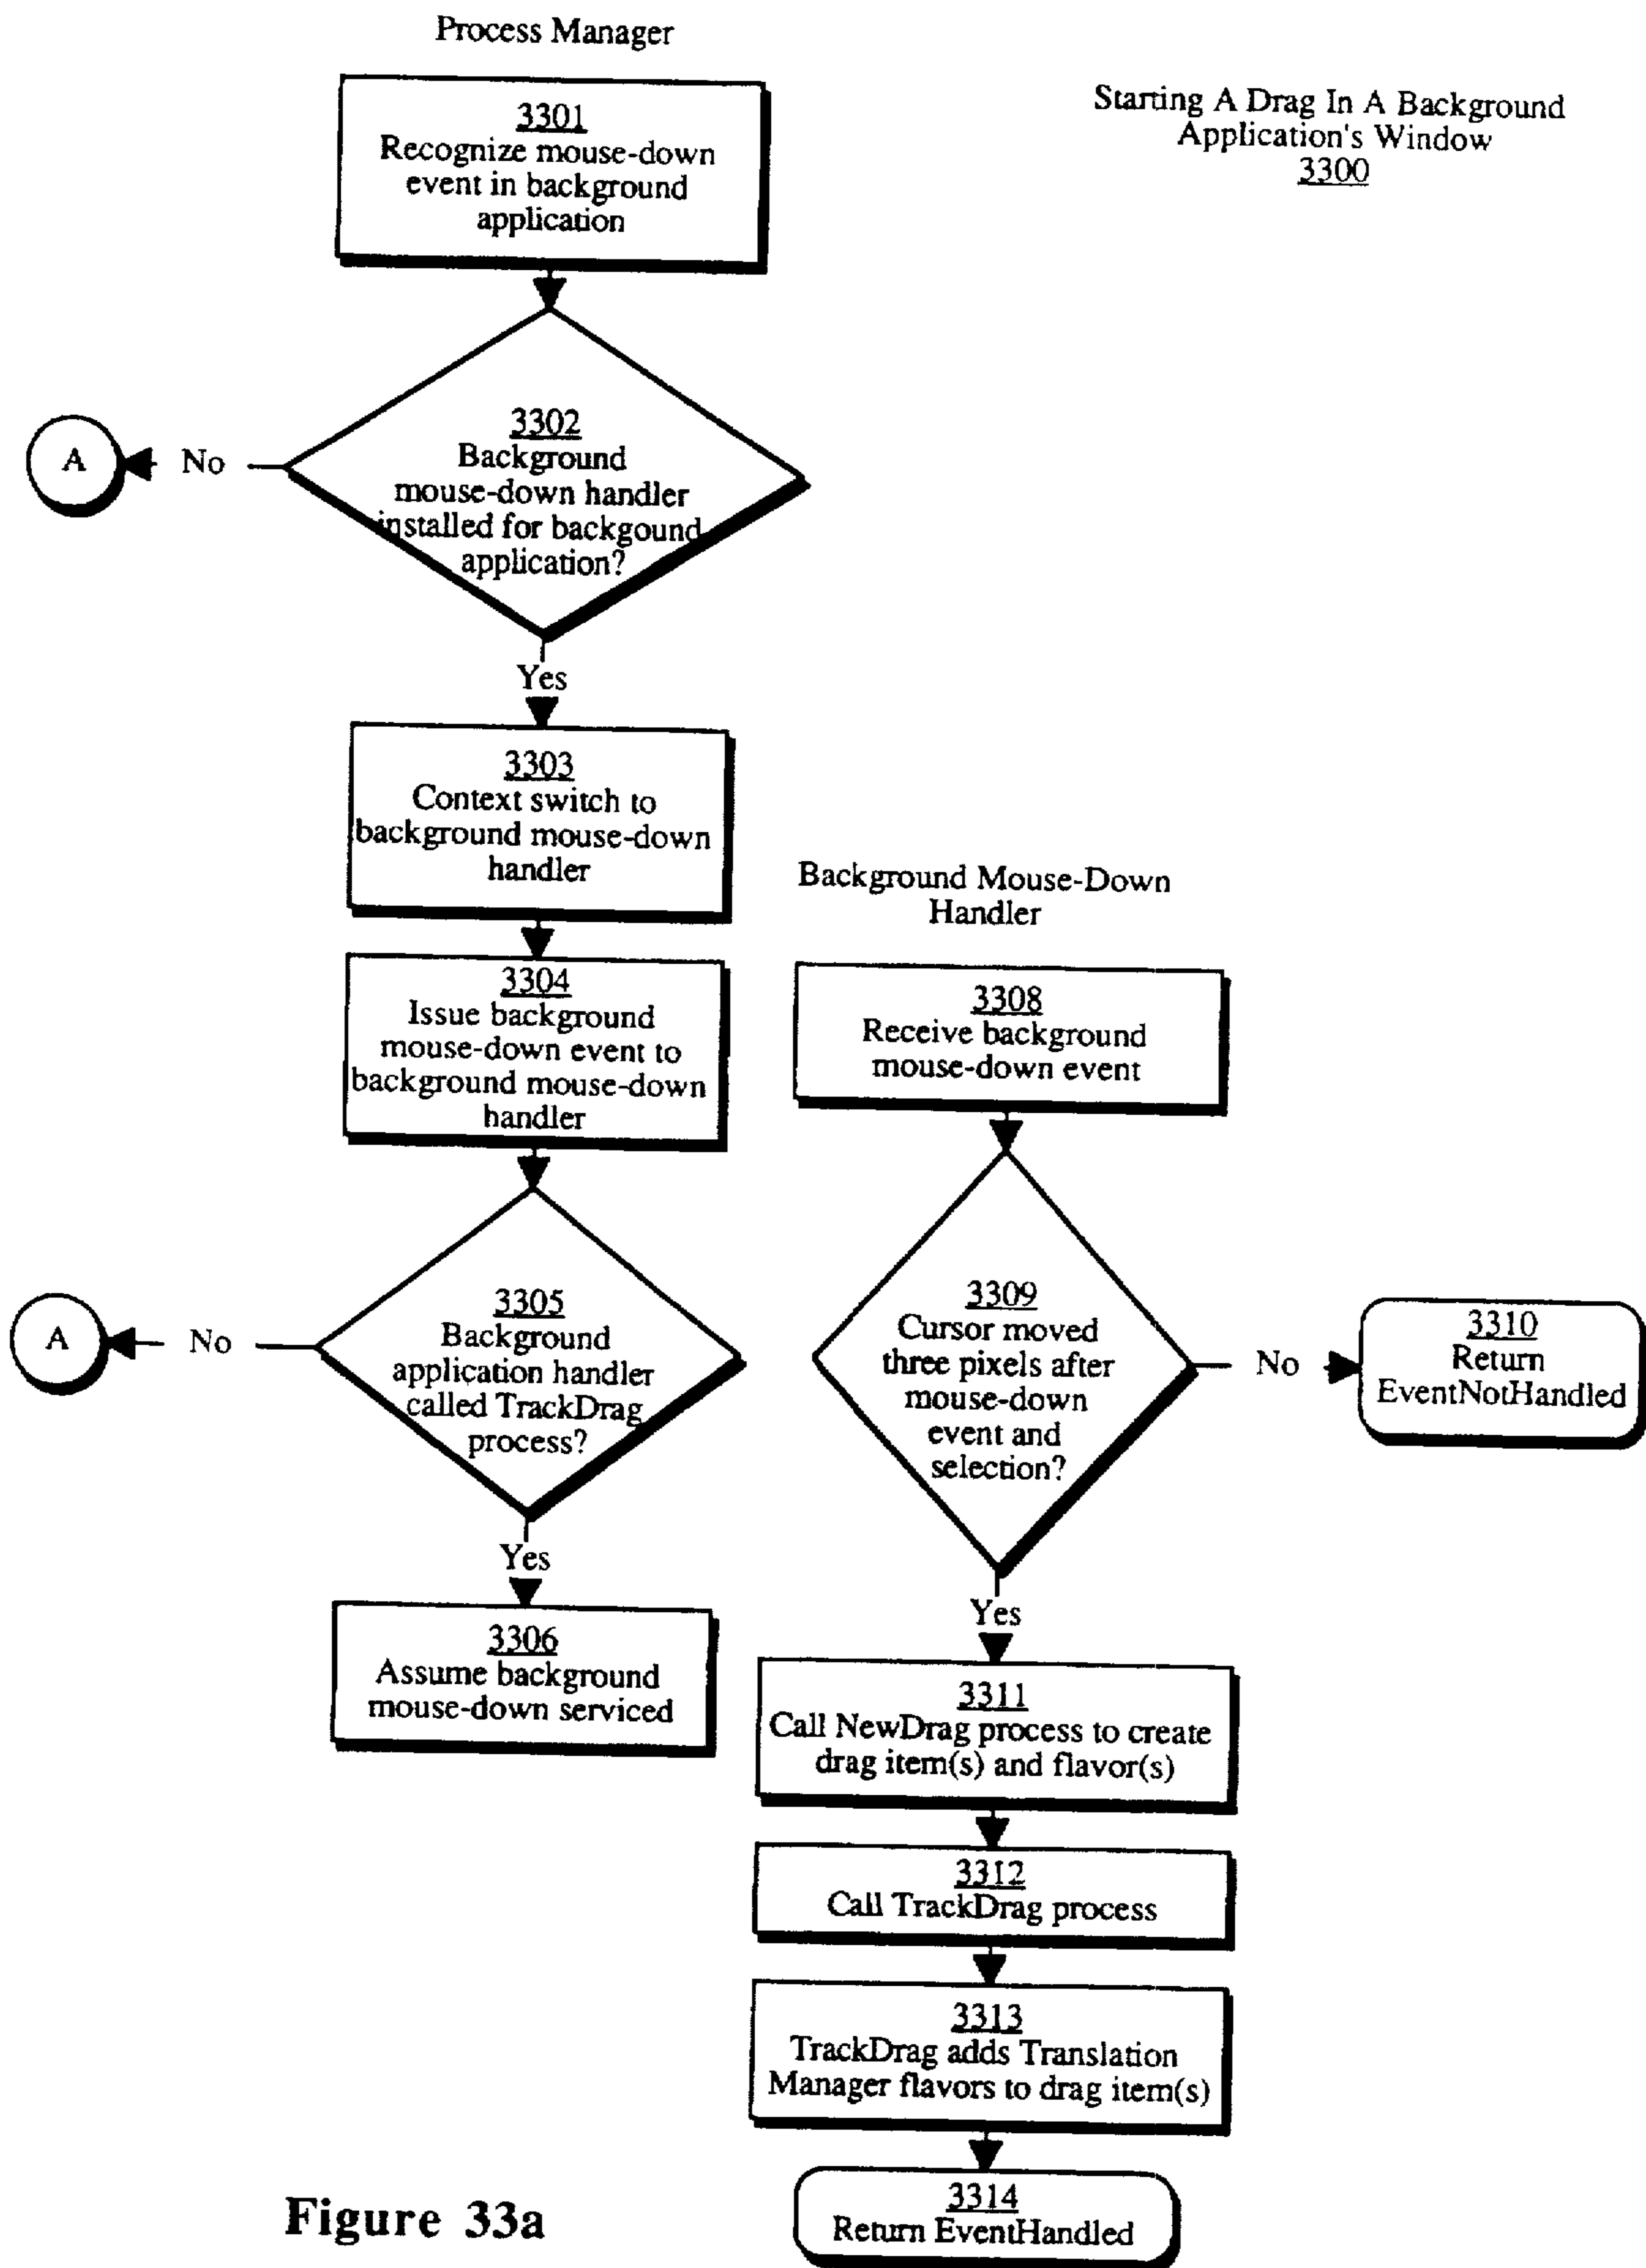 Process Manager
Starting A Drag In A Background
Application's Window
3300
3301
Recognize mouse-down
event in background
application
3302
Background
mouse-down handler
installed for backgound
application?
No
A
Yes
3303
Context switch to
background mouse-down
handler
3304
Issue background
mouse-down event to
background mouse-down
handler
3305
Background
application handler
called TrackDrag
process?
No
A
Yes
3306
Assume background
mouse-down serviced
Background Mouse-Down
Handler
3308
Receive background
mouse-down event
3309
Cursor moved
three pixels after
mouse-down
event and
selection?
No
3310
Return
EventNotHandled
Yes
3311
Call NewDrag process to create
drag item(s) and flavor(s)
3312
Call TrackDrag process
3313
TrackDrag adds Translation
Manager flavors to drag item(s)
3314
Return EventHandled
Figure 33a